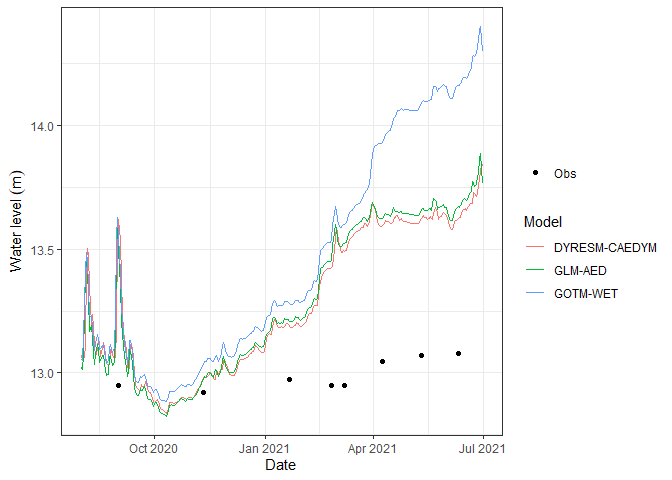 14.0
13.5
13.0
Water level (m)
Oct 2020
Jan 2021
Apr 2021
Jul 2021
Date
Obs
Model
DYRESM-CAEDYM
GLM-AED
GOTM-WET